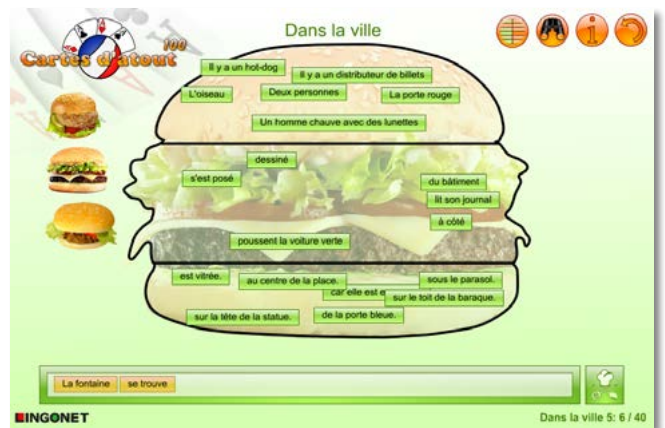 Dans la ville
100
Cartes d'atout
Il y a un hot-dog
Il y a un distributeur de billets
L'oiseau
Deux personnes
La porte rouge
Un homme chauve avec des lunettes
dessiné
s'est posé
du bâtiment
lit son journal
à côté
poussent la voiture verte
est vitrée.
au centre de la place.
sous le parasol.
car elle est e
sur le toit de la baraque.
sur la tête de la statue.
de la porte bleue.
La fontaine
se trouve
LINGONET
Dans la ville 5: 6 / 40